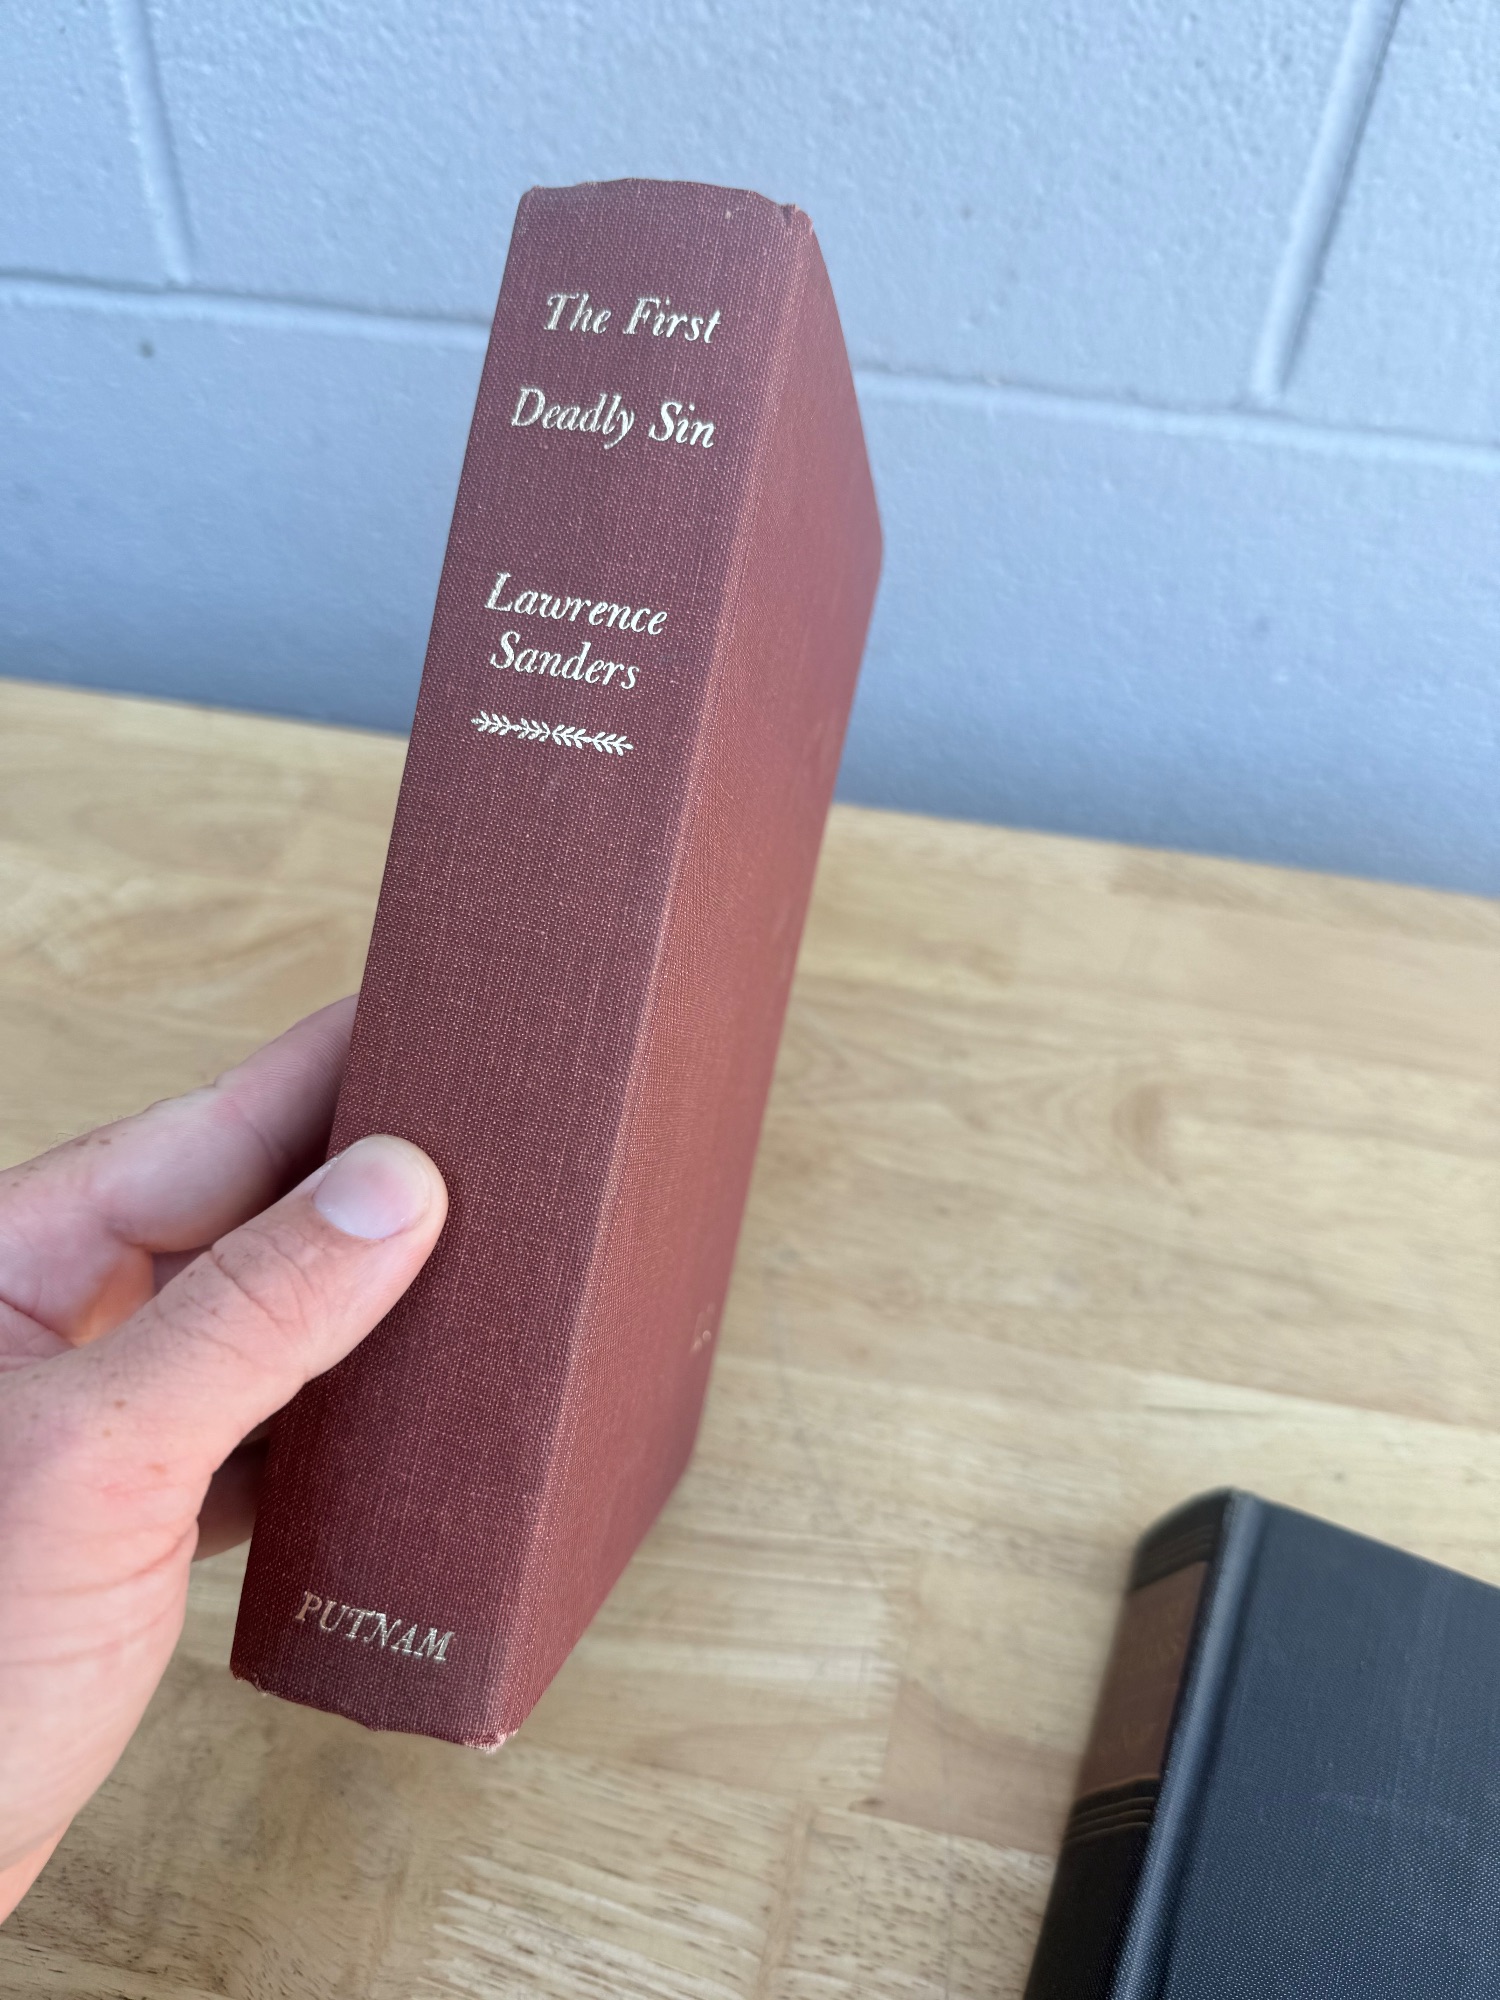 The First
Deadly Sin
Lawrence
Sanders
PUTNAM